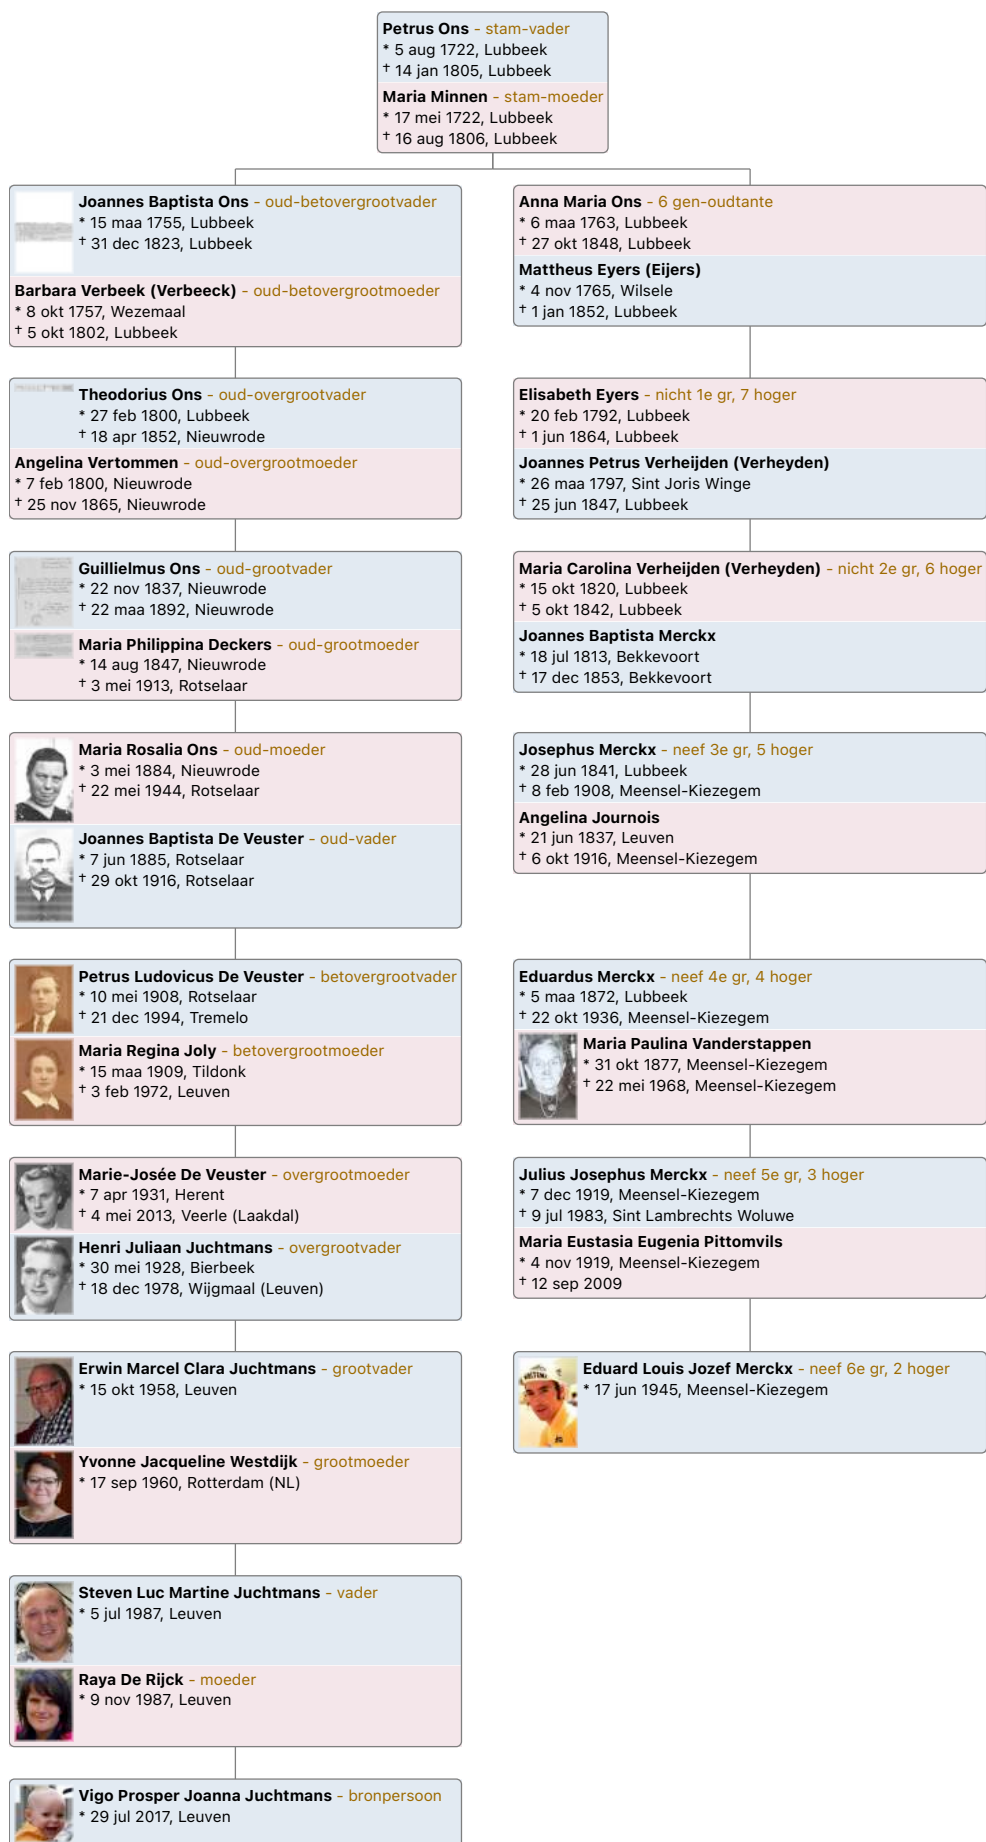 Petrus Ons - stam-vader
* 5 aug 1722, Lubbeek
† 14 jan 1805, Lubbeek
Maria Minnen - stam-moeder
* 17 mei 1722, Lubbeek
† 16 aug 1806, Lubbeek
Joannes Baptista Ons - oud-betovergrootvader
* 15 maa 1755, Lubbeek
† 31 dec 1823, Lubbeek
Barbara Verbeek (Verbeeck) - oud-betovergrootmoeder
* 8 okt 1757, Wezemaal
† 5 okt 1802, Lubbeek
Anna Maria Ons - 6 gen-oudtante
* 6 maa 1763, Lubbeek
† 27 okt 1848, Lubbeek
Mattheus Eyers (Eijers)
* 4 nov 1765, Wilsele
† 1 jan 1852, Lubbeek
Theodorius Ons - oud-overgrootvader
* 27 feb 1800, Lubbeek
† 18 apr 1852, Nieuwrode
Angelina Vertommen - oud-overgrootmoeder
* 7 feb 1800, Nieuwrode
† 25 nov 1865, Nieuwrode
Elisabeth Eyers - nicht 1e gr, 7 hoger
* 20 feb 1792, Lubbeek
† 1 jun 1864, Lubbeek
Joannes Petrus Verheijden (Verheyden)
* 26 maa 1797, Sint Joris Winge
† 25 jun 1847, Lubbeek
Guillielmus Ons - oud-grootvader
* 22 nov 1837, Nieuwrode
† 22 maa 1892, Nieuwrode
Maria Philippina Deckers - oud-grootmoeder
* 14 aug 1847, Nieuwrode
† 3 mei 1913, Rotselaar
Maria Carolina Verheijden (Verheyden) - nicht 2e gr, 6 hoger
* 15 okt 1820, Lubbeek
† 5 okt 1842, Lubbeek
Joannes Baptista Merckx
* 18 jul 1813, Bekkevoort
† 17 dec 1853, Bekkevoort
Maria Rosalia Ons - oud-moeder
* 3 mei 1884, Nieuwrode
† 22 mei 1944, Rotselaar
Joannes Baptista De Veuster - oud-vader
* 7 jun 1885, Rotselaar
† 29 okt 1916, Rotselaar
Josephus Merckx - neef 3e gr, 5 hoger
* 28 jun 1841, Lubbeek
† 8 feb 1908, Meensel-Kiezegem
Angelina Journois
* 21 jun 1837, Leuven
† 6 okt 1916, Meensel-Kiezegem
Petrus Ludovicus De Veuster - betovergrootvader
* 10 mei 1908, Rotselaar
† 21 dec 1994, Tremelo
Maria Regina Joly - betovergrootmoeder
* 15 maa 1909, Tildonk
† 3 feb 1972, Leuven
Eduardus Merckx - neef 4e gr, 4 hoger
* 5 maa 1872, Lubbeek
† 22 okt 1936, Meensel-Kiezegem
Maria Paulina Vanderstappen
* 31 okt 1877, Meensel-Kiezegem
† 22 mei 1968, Meensel-Kiezegem
Marie-Josée De Veuster - overgrootmoeder
* 7 apr 1931, Herent
† 4 mei 2013, Veerle (Laakdal)
Henri Juliaan Juchtmans - overgrootvader
* 30 mei 1928, Bierbeek
† 18 dec 1978, Wijgmaal (Leuven)
Julius Josephus Merckx - neef 5e gr, 3 hoger
* 7 dec 1919, Meensel-Kiezegem
† 9 jul 1983, Sint Lambrechts Woluwe
Maria Eustasia Eugenia Pittomvils
* 4 nov 1919, Meensel-Kiezegem
† 12 sep 2009
Erwin Marcel Clara Juchtmans - grootvader
* 15 okt 1958, Leuven
Yvonne Jacqueline Westdijk - grootmoeder
* 17 sep 1960, Rotterdam (NL)
Eduard Louis Jozef Merckx - neef 6e gr, 2 hoger
* 17 jun 1945, Meensel-Kiezegem
Steven Luc Martine Juchtmans - vader
* 5 jul 1987, Leuven
Raya De Rijck - moeder
* 9 nov 1987, Leuven
Vigo Prosper Joanna Juchtmans - bronpersoon
* 29 jul 2017, Leuven